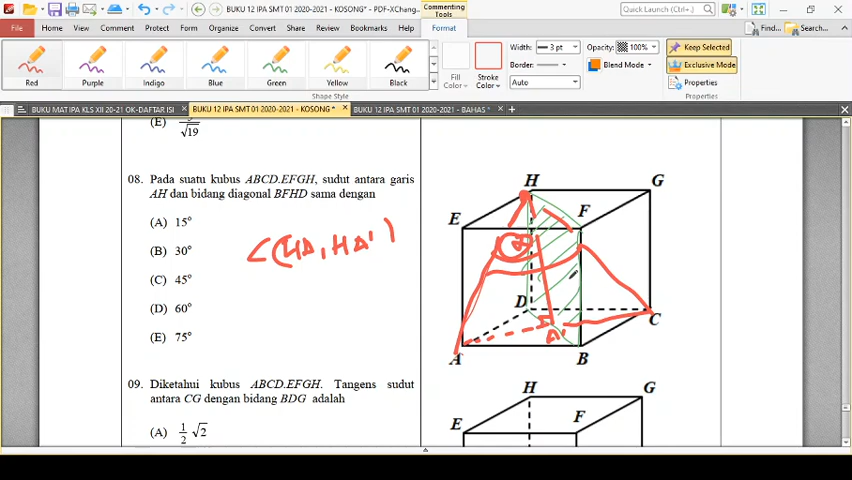 Commenting Tools
BUKU 12 IPA SMT 01 2020-2021 - KOSONG* - PDF-XChang
Quick Launch (Ctrl+.)
File Home View Comment Protect Form Organize Convert Share Review Bookmarks Help Format
Find... Search...
Red Purple Indigo Blue Green Yellow Black
Shape Style
Fill Color
Stroke Color
Width: 3 pt
Border:
Auto
Opacity: 100%
Blend Mode
Keep Selected
Exclusive Mode
Properties
BUKU MAT IPA KLS XII 20-21 OK-DAFTAR ISI
BUKU 12 IPA SMT 01 2020-2021 - KOSONG *
BUKU 12 IPA SMT 01 2020-2021 - BAHAS *
(E)
√19
08. Pada suatu kubus ABCD.EFGH, sudut antara garis
AH dan bidang diagonal BFHD sama dengan
(A) 15°
(B) 30°
(C) 45°
(D) 60°
(E) 75°
<(HA, HA')
H
G
E
F
D
C
A'
A
B
09. Diketahui kubus ABCD.EFGH. Tangens sudut
antara CG dengan bidang BDG adalah
(A) 1/2 √2
H
G
E
F